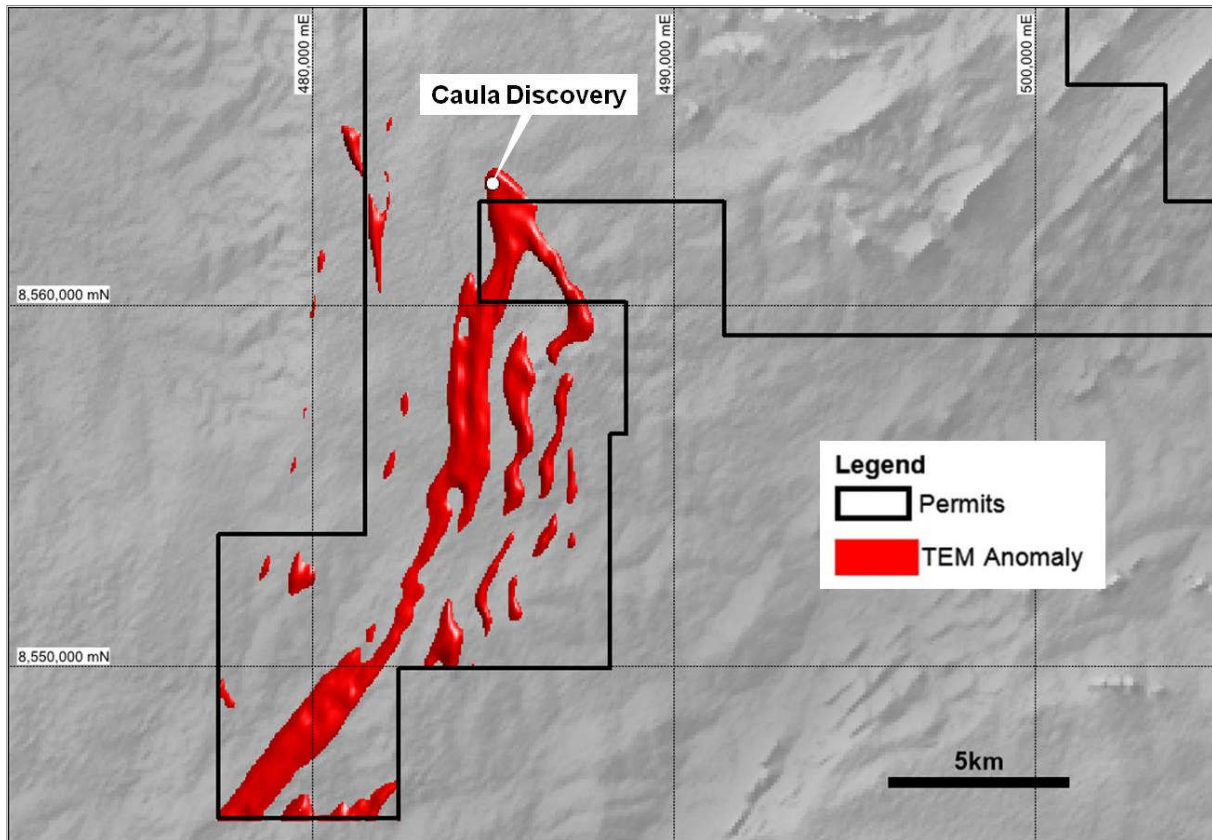 480,000 mE
490,000 mE
500,000 mE
Caula Discovery
8,560,000 mN
Legend
Permits
TEM Anomaly
8,550,000 mN
5km